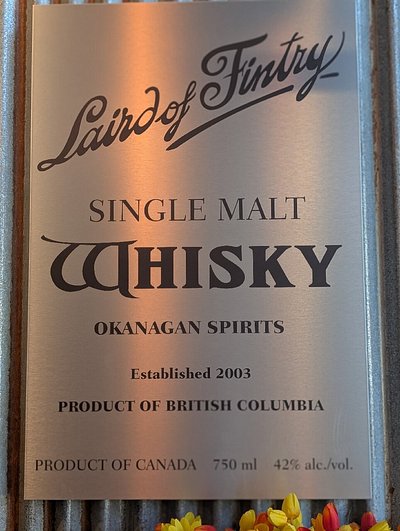 Laird of Fintry
SINGLE MALT
WHISKY
OKANAGAN SPIRITS
Established 2003
PRODUCT OF BRITISH COLUMBIA
PRODUCT OF CANADA 750 ml 42% alc./vol.